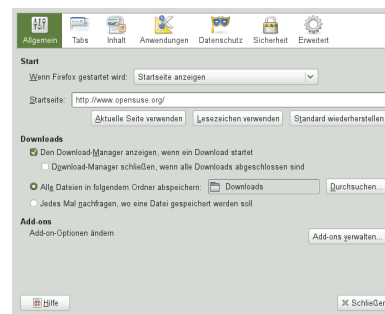 Allgemein Tabs Inhalt Anwendungen Datenschutz Sicherheit Erweitert
Start
Wenn Firefox gestartet wird: Startseite anzeigen
Startseite: http://www.opensuse.org/
Aktuelle Seite verwenden Lesezeichen verwenden Standard wiederherstellen
Downloads
Den Download-Manager anzeigen, wenn ein Download startet
Download-Manager schließen, wenn alle Downloads abgeschlossen sind
Alle Dateien in folgendem Ordner abspeichern: Downloads Durchsuchen...
Jedes Mal nachfragen, wo eine Datei gespeichert werden soll
Add-ons
Add-on-Optionen ändern Add-ons verwalten...
Hilfe Schließen